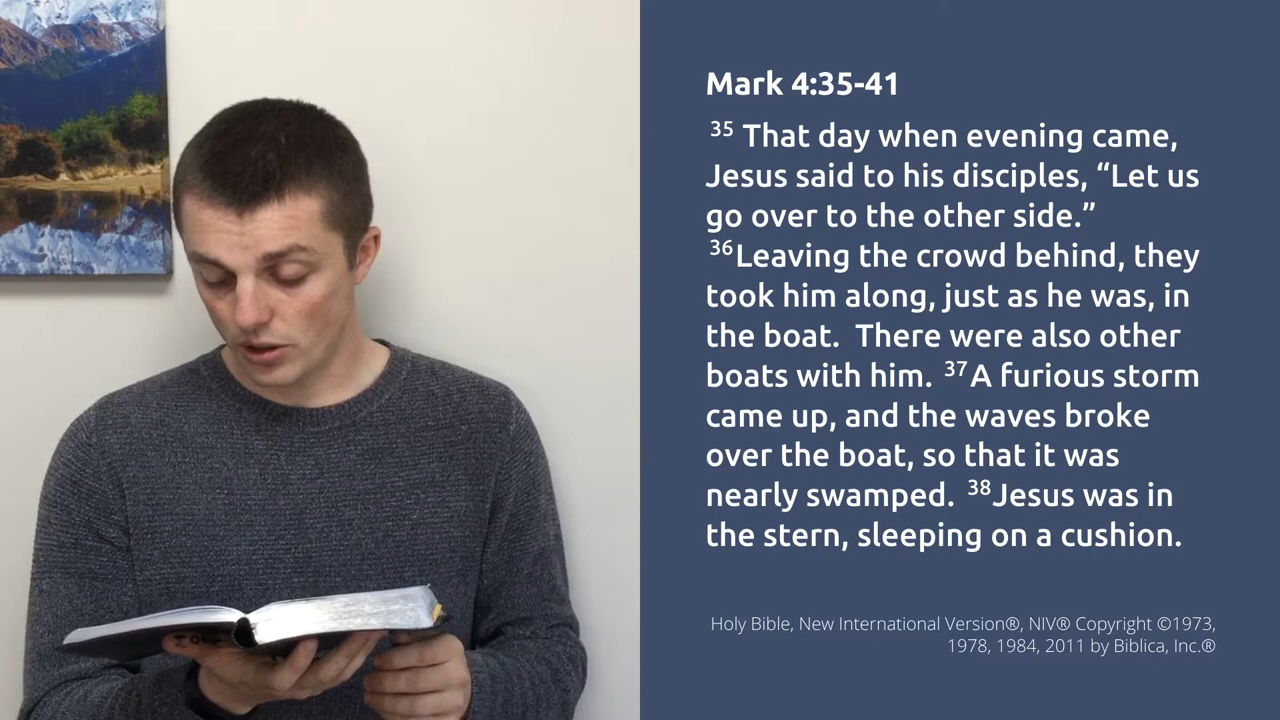 Mark 4:35-41
35 That day when evening came,
Jesus said to his disciples, “Let us
go over to the other side.”
36Leaving the crowd behind, they
took him along, just as he was, in
the boat.  There were also other
boats with him. 37A furious storm
came up, and the waves broke
over the boat, so that it was
nearly swamped. 38Jesus was in
the stern, sleeping on a cushion.
Holy Bible, New International Version®, NIV® Copyright ©1973,
1978, 1984, 2011 by Biblica, Inc.®